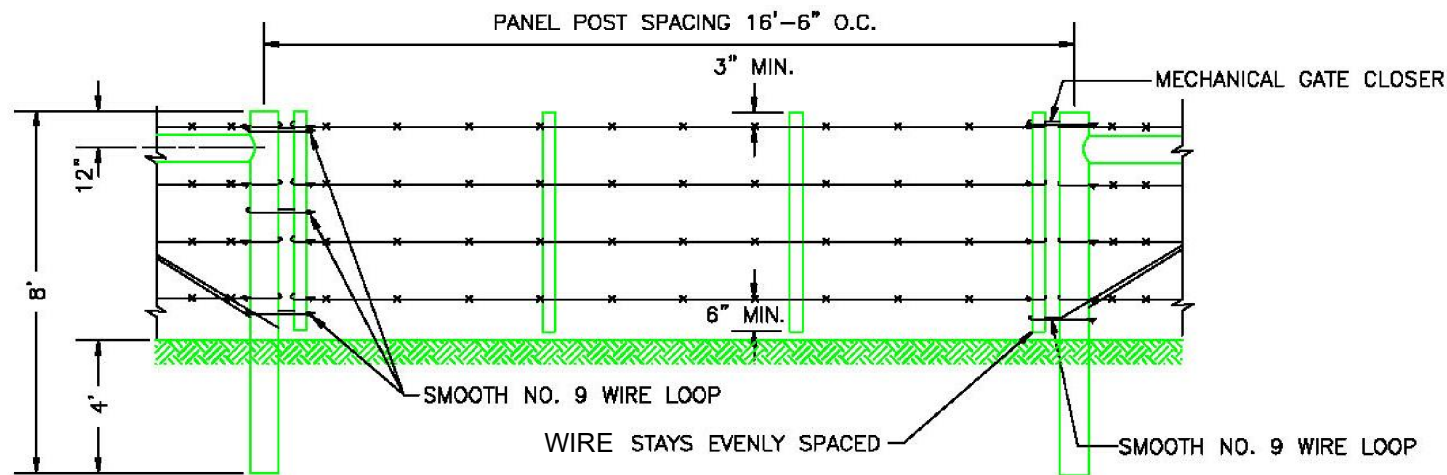 PANEL POST SPACING 16'-6" O.C.
3" MIN.
MECHANICAL GATE CLOSER
12"
8'
6" MIN.
4'
SMOOTH NO. 9 WIRE LOOP
WIRE STAYS EVENLY SPACED
SMOOTH NO. 9 WIRE LOOP